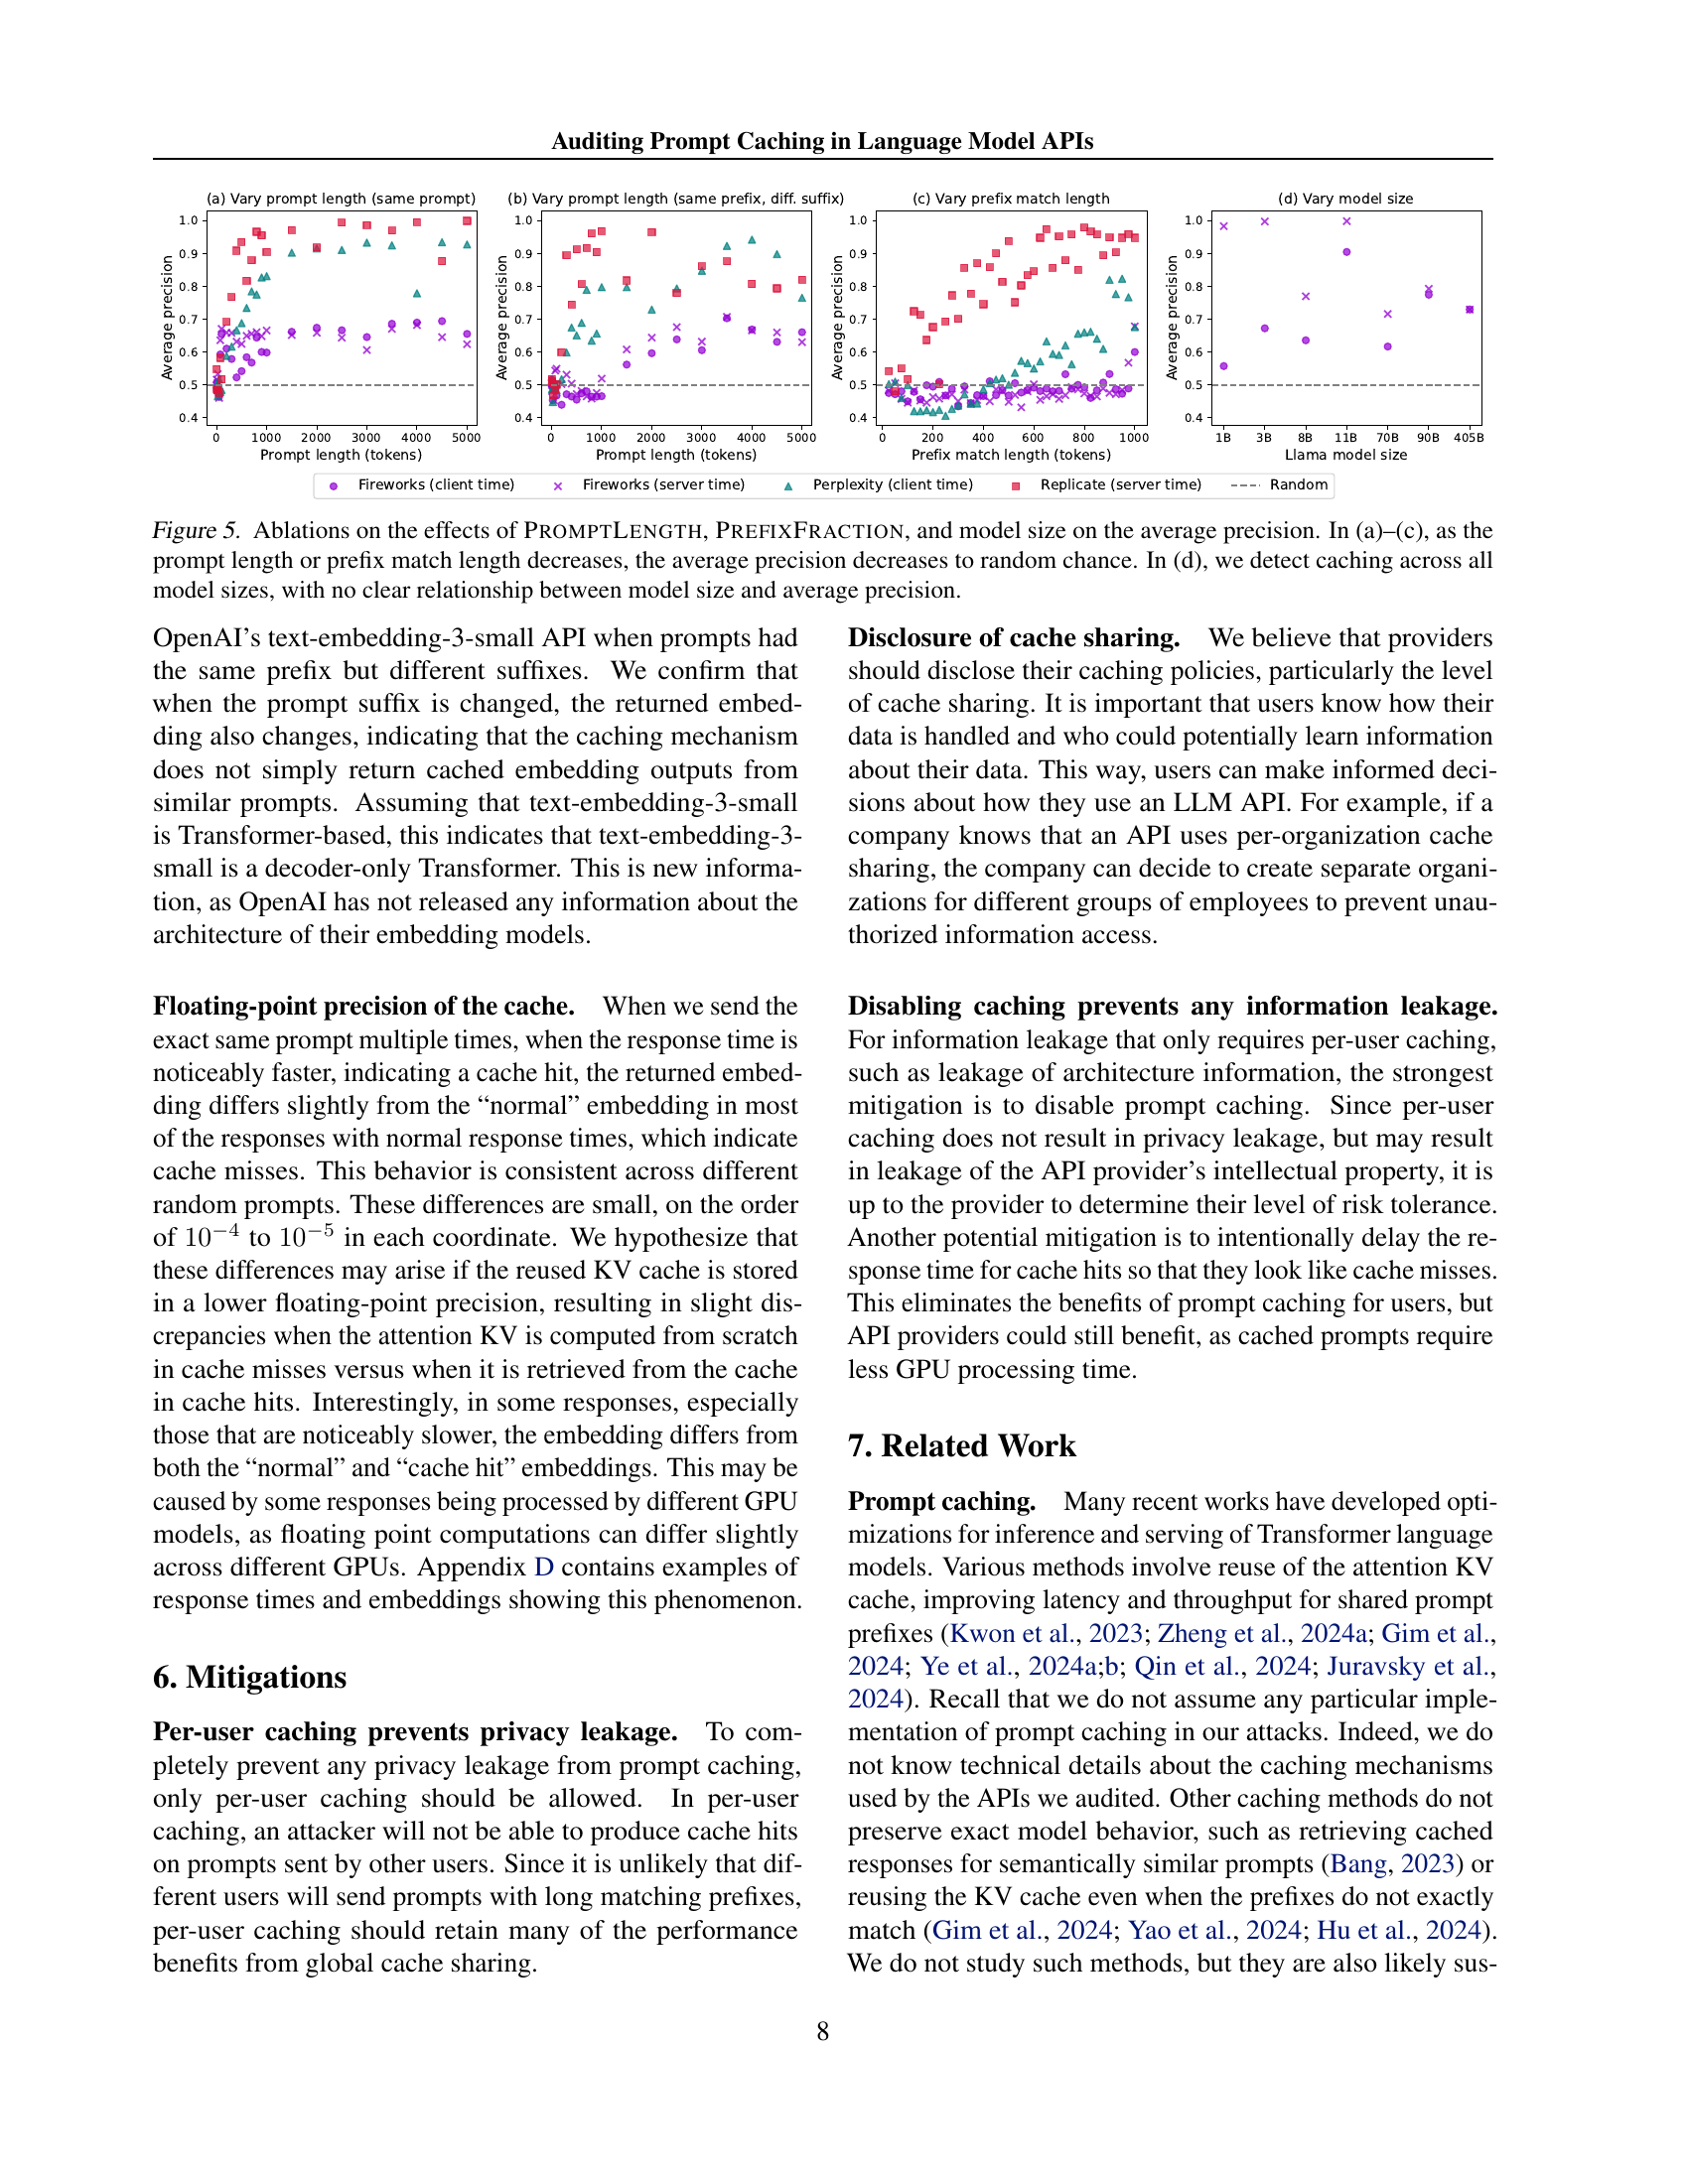 Auditing Prompt Caching in Language Model APIs
(a) Vary prompt length (same prompt)
1.0
0.9
0.8
0.7
0.6
0.5
0.4
Average precision
0 1000 2000 3000 4000 5000
Prompt length (tokens)
(b) Vary prompt length (same prefix, diff. suffix)
1.0
0.9
0.8
0.7
0.6
0.5
0.4
Average precision
0 1000 2000 3000 4000 5000
Prompt length (tokens)
(c) Vary prefix match length
1.0
0.9
0.8
0.7
0.6
0.5
0.4
Average precision
0 200 400 600 800 1000
Prefix match length (tokens)
(d) Vary model size
1.0
0.9
0.8
0.7
0.6
0.5
0.4
Average precision
1B 3B 8B 11B 70B 90B 405B
Llama model size
Fireworks (client time) Fireworks (server time) Perplexity (client time) Replicate (server time) Random
Figure 5. Ablations on the effects of PROMPTLENGTH, PREFIXFRACTION, and model size on the average precision. In (a)–(c), as the
prompt length or prefix match length decreases, the average precision decreases to random chance. In (d), we detect caching across all
model sizes, with no clear relationship between model size and average precision.
OpenAI's text-embedding-3-small API when prompts had
the same prefix but different suffixes. We confirm that
when the prompt suffix is changed, the returned embed-
ding also changes, indicating that the caching mechanism
does not simply return cached embedding outputs from
similar prompts. Assuming that text-embedding-3-small
is Transformer-based, this indicates that text-embedding-3-
small is a decoder-only Transformer. This is new informa-
tion, as OpenAI has not released any information about the
architecture of their embedding models.
Floating-point precision of the cache. When we send the
exact same prompt multiple times, when the response time is
noticeably faster, indicating a cache hit, the returned embed-
ding differs slightly from the “normal” embedding in most
of the responses with normal response times, which indicate
cache misses. This behavior is consistent across different
random prompts. These differences are small, on the order
of 10⁻⁴ to 10⁻⁵ in each coordinate. We hypothesize that
these differences may arise if the reused KV cache is stored
in a lower floating-point precision, resulting in slight dis-
crepancies when the attention KV is computed from scratch
in cache misses versus when it is retrieved from the cache
in cache hits. Interestingly, in some responses, especially
those that are noticeably slower, the embedding differs from
both the “normal” and “cache hit” embeddings. This may be
caused by some responses being processed by different GPU
models, as floating point computations can differ slightly
across different GPUs. Appendix D contains examples of
response times and embeddings showing this phenomenon.
6. Mitigations
Per-user caching prevents privacy leakage. To com-
pletely prevent any privacy leakage from prompt caching,
only per-user caching should be allowed. In per-user
caching, an attacker will not be able to produce cache hits
on prompts sent by other users. Since it is unlikely that dif-
ferent users will send prompts with long matching prefixes,
per-user caching should retain many of the performance
benefits from global cache sharing.
Disclosure of cache sharing. We believe that providers
should disclose their caching policies, particularly the level
of cache sharing. It is important that users know how their
data is handled and who could potentially learn information
about their data. This way, users can make informed deci-
sions about how they use an LLM API. For example, if a
company knows that an API uses per-organization cache
sharing, the company can decide to create separate organi-
zations for different groups of employees to prevent unau-
thorized information access.
Disabling caching prevents any information leakage.
For information leakage that only requires per-user caching,
such as leakage of architecture information, the strongest
mitigation is to disable prompt caching. Since per-user
caching does not result in privacy leakage, but may result
in leakage of the API provider's intellectual property, it is
up to the provider to determine their level of risk tolerance.
Another potential mitigation is to intentionally delay the re-
sponse time for cache hits so that they look like cache misses.
This eliminates the benefits of prompt caching for users, but
API providers could still benefit, as cached prompts require
less GPU processing time.
7. Related Work
Prompt caching. Many recent works have developed opti-
mizations for inference and serving of Transformer language
models. Various methods involve reuse of the attention KV
cache, improving latency and throughput for shared prompt
prefixes (Kwon et al., 2023; Zheng et al., 2024a; Gim et al.,
2024; Ye et al., 2024a;b; Qin et al., 2024; Juravsky et al.,
2024). Recall that we do not assume any particular imple-
mentation of prompt caching in our attacks. Indeed, we do
not know technical details about the caching mechanisms
used by the APIs we audited. Other caching methods do not
preserve exact model behavior, such as retrieving cached
responses for semantically similar prompts (Bang, 2023) or
reusing the KV cache even when the prefixes do not exactly
match (Gim et al., 2024; Yao et al., 2024; Hu et al., 2024).
We do not study such methods, but they are also likely sus-
8